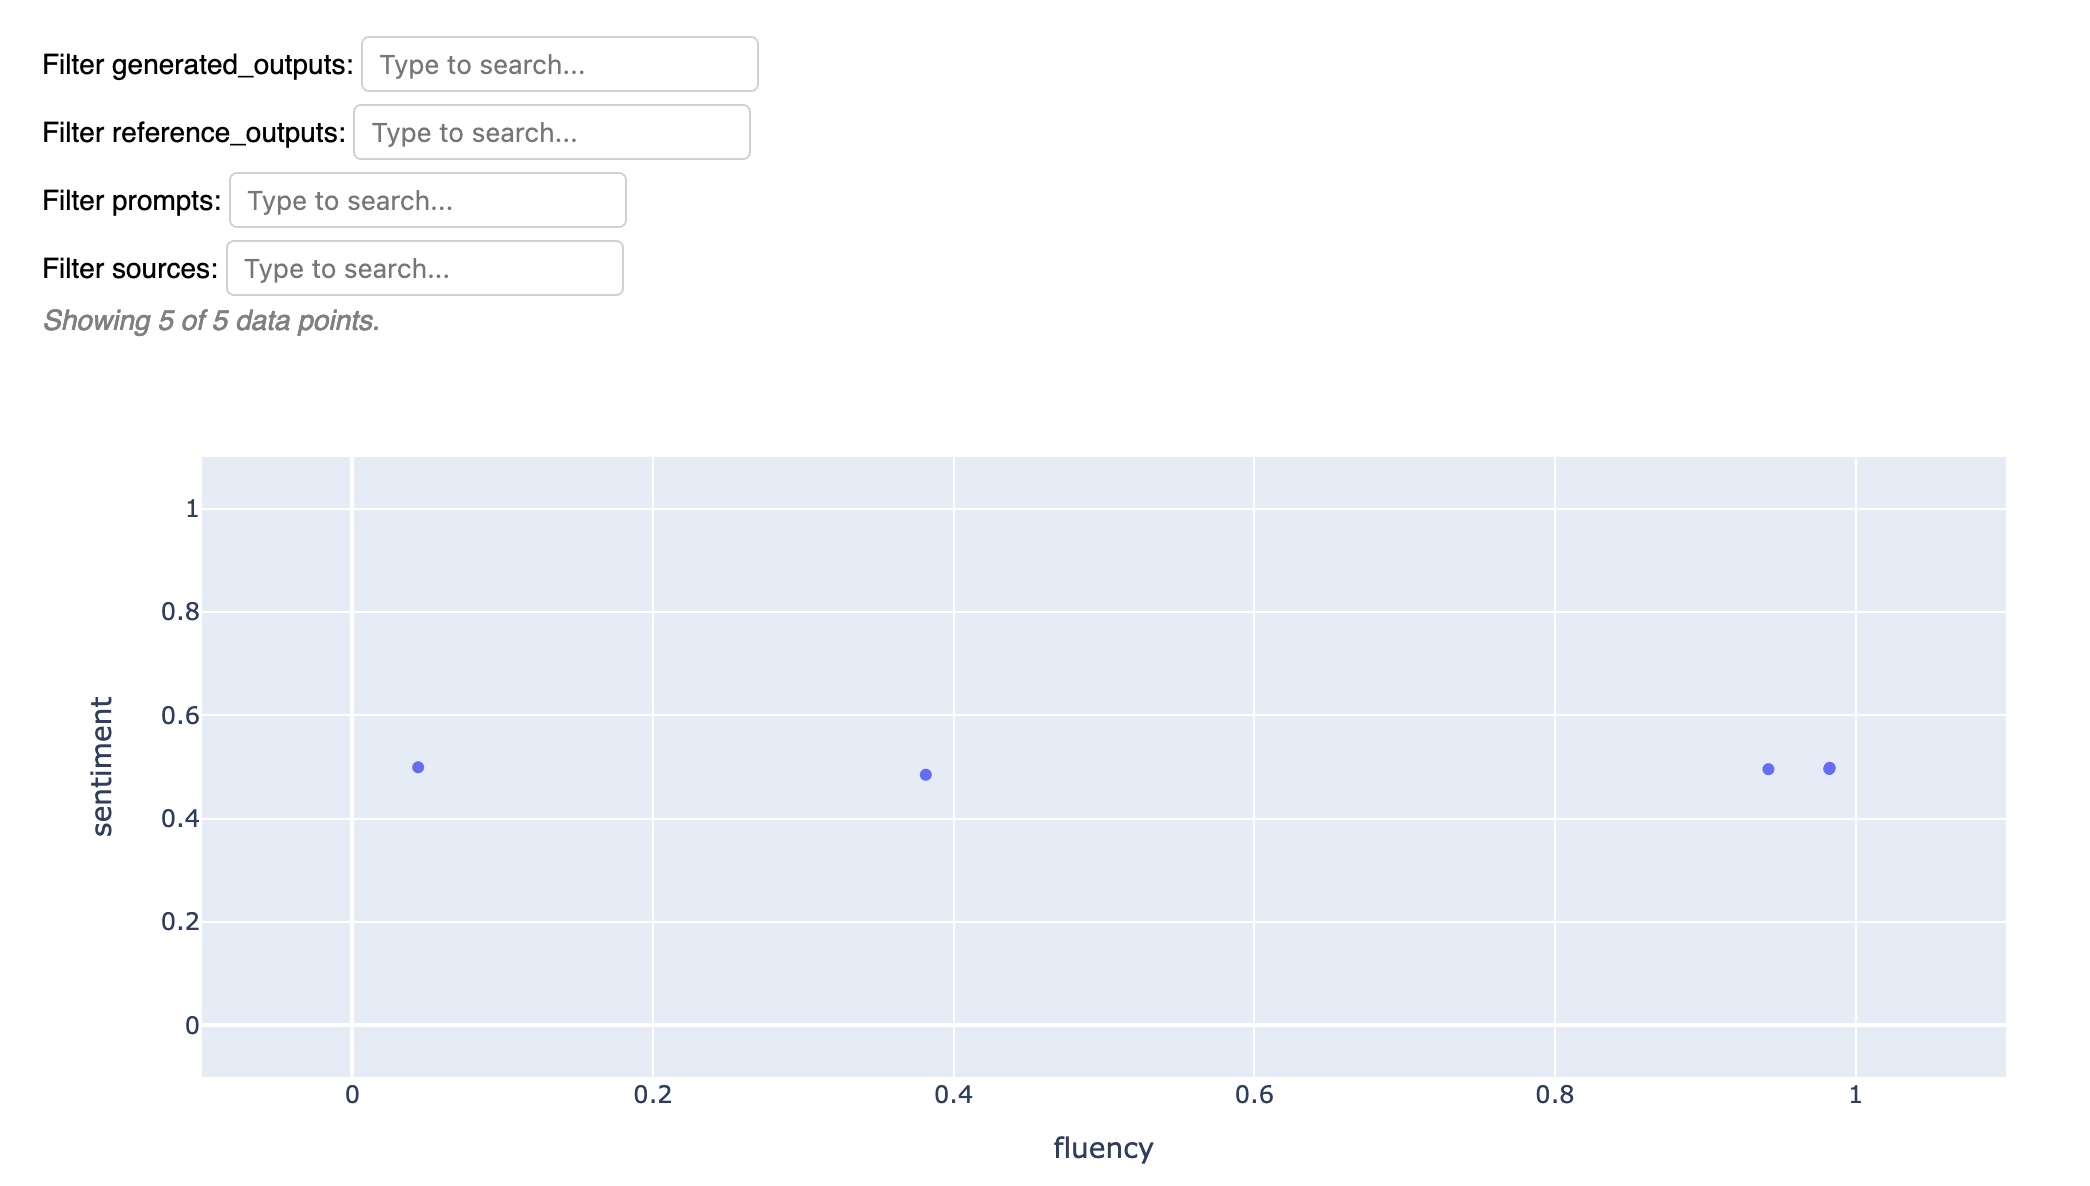 Filter generated_outputs: Type to search...
Filter reference_outputs: Type to search...
Filter prompts: Type to search...
Filter sources: Type to search...
Showing 5 of 5 data points.
1
0.8
0.6
0.4
0.2
0
sentiment
0 0.2 0.4 0.6 0.8 1
fluency